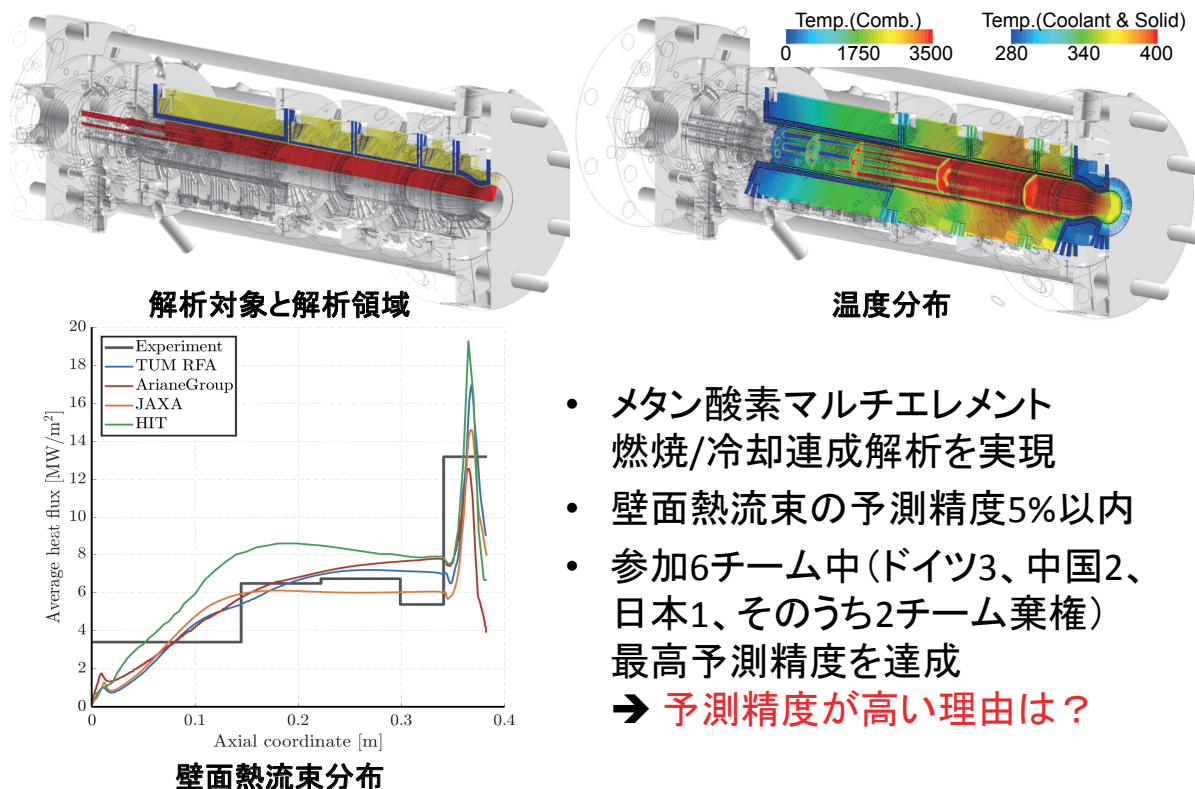 Temp.(Comb.)
0 1750 3500
Temp.(Coolant & Solid)
280 340 400
解析対象と解析領域
温度分布
20
18
16
14
12
10
8
6
4
2
0
Average heat flux [MW/m²]
Experiment
TUM RFA
ArianeGroup
JAXA
HIT
0 0.1 0.2 0.3 0.4
Axial coordinate [m]
壁面熱流束分布
• メタン酸素マルチエレメント
燃焼/冷却連成解析を実現
• 壁面熱流束の予測精度5%以内
• 参加6チーム中（ドイツ3、中国2、
日本1、そのうち2チーム棄権）
最高予測精度を達成
➔ 予測精度が高い理由は？